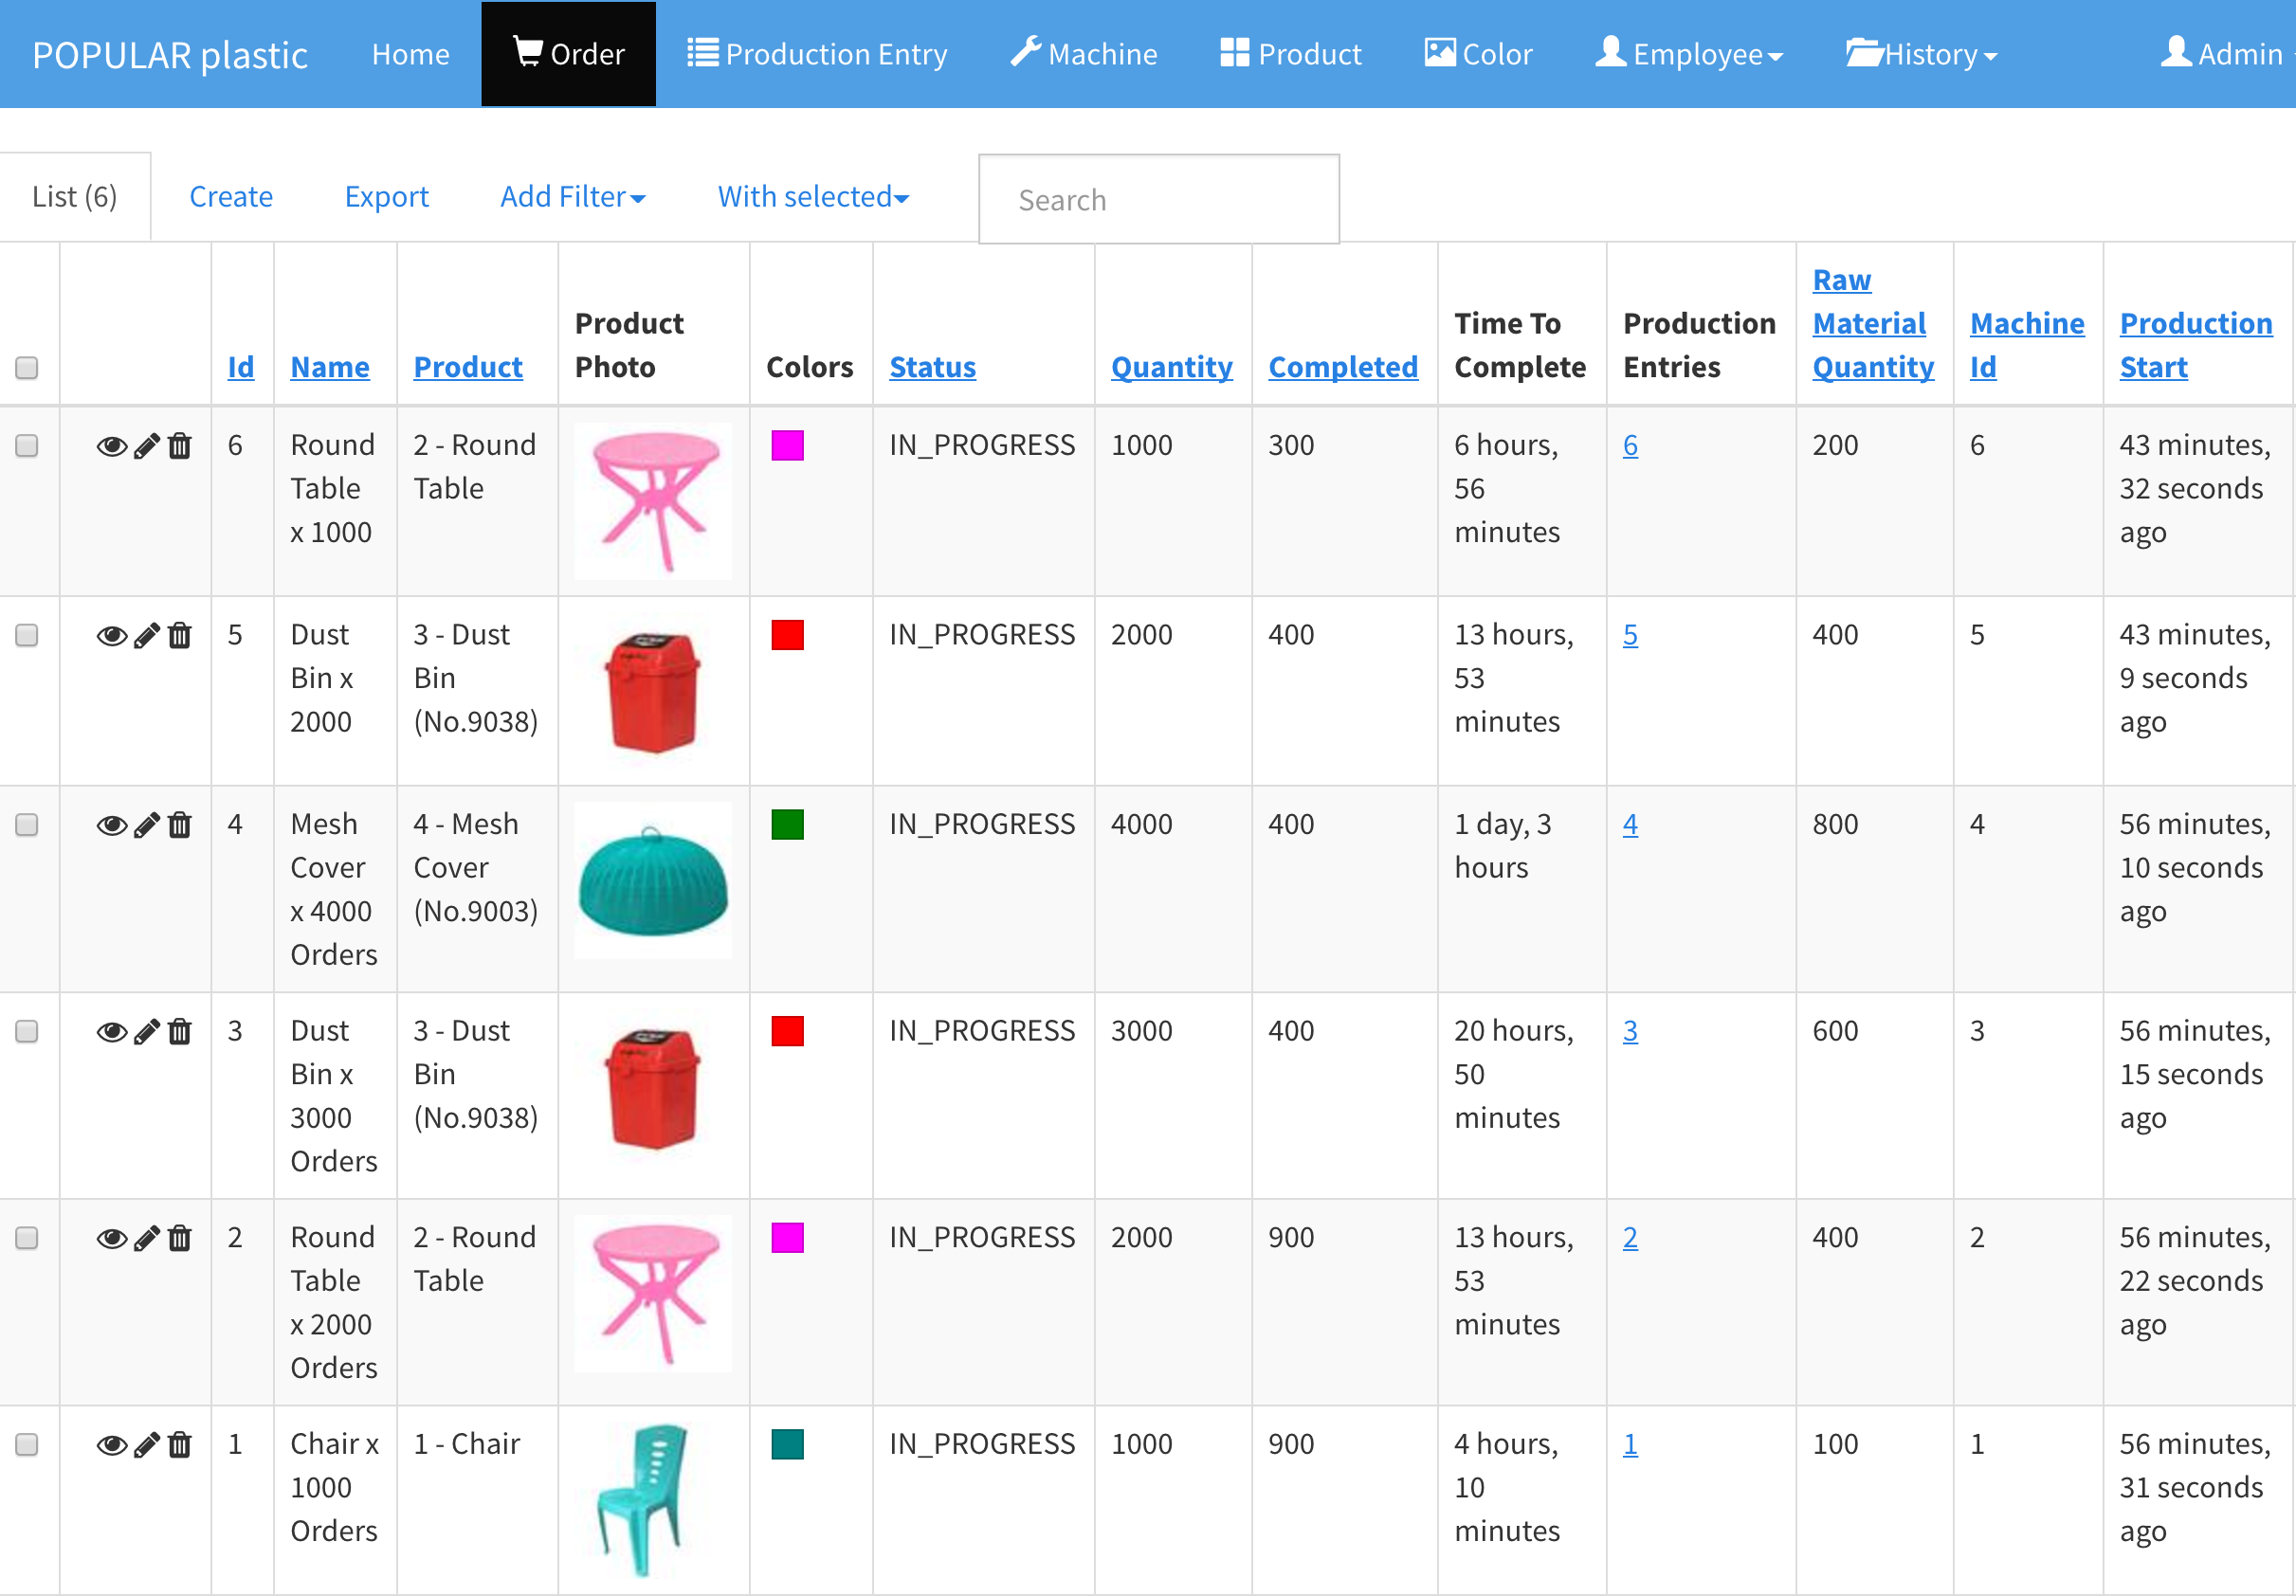 POPULAR plastic Home Order Production Entry Machine Product Color Employee History Admin
List (6) Create Export Add Filter With selected Search
Id Name Product Product Photo Colors Status Quantity Completed Time To Complete Production Entries Raw Material Quantity Machine Id Production Start
6 Round Table x 1000 2 - Round Table IN_PROGRESS 1000 300 6 hours, 56 minutes 6 200 6 43 minutes, 32 seconds ago
5 Dust Bin x 2000 3 - Dust Bin (No.9038) IN_PROGRESS 2000 400 13 hours, 53 minutes 5 400 5 43 minutes, 9 seconds ago
4 Mesh Cover x 4000 Orders 4 - Mesh Cover (No.9003) IN_PROGRESS 4000 400 1 day, 3 hours 4 800 4 56 minutes, 10 seconds ago
3 Dust Bin x 3000 Orders 3 - Dust Bin (No.9038) IN_PROGRESS 3000 400 20 hours, 50 minutes 3 600 3 56 minutes, 15 seconds ago
2 Round Table x 2000 Orders 2 - Round Table IN_PROGRESS 2000 900 13 hours, 53 minutes 2 400 2 56 minutes, 22 seconds ago
1 Chair x 1000 Orders 1 - Chair IN_PROGRESS 1000 900 4 hours, 10 minutes 1 100 1 56 minutes, 31 seconds ago